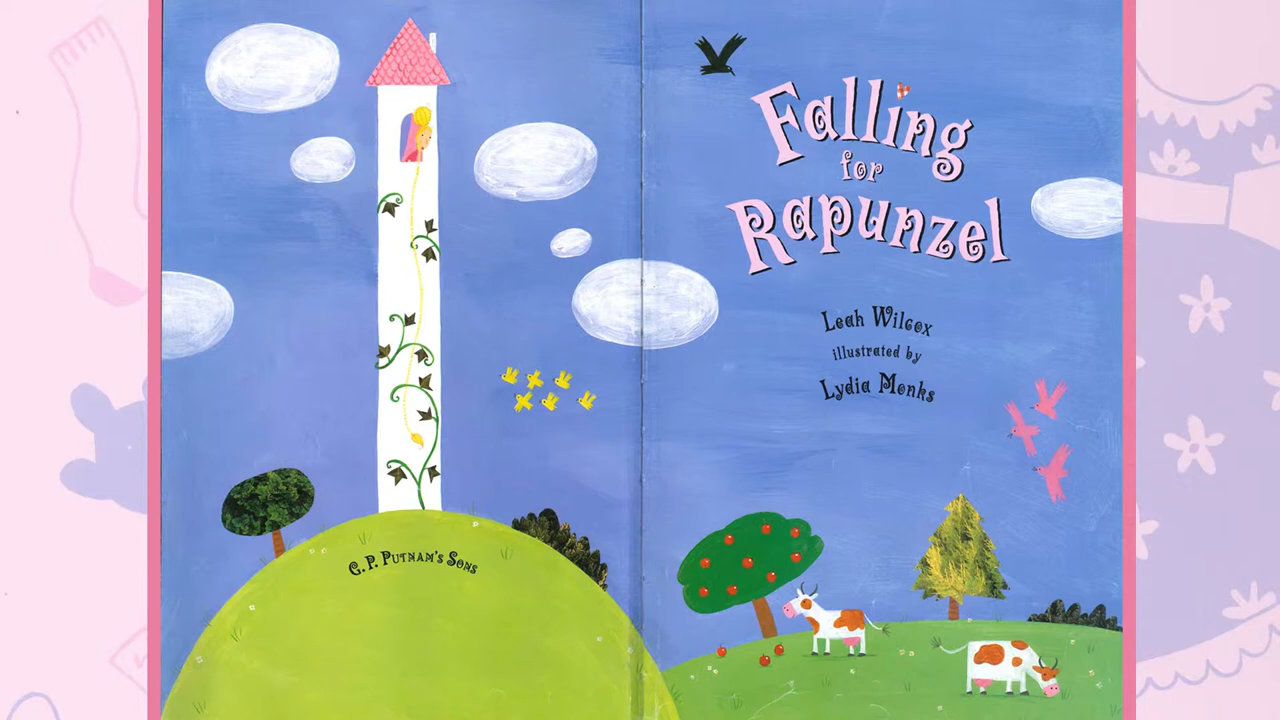 G. P. Putnam's Sons
Falling
for
Rapunzel
Leah Wilcox
illustrated by
Lydia Monks